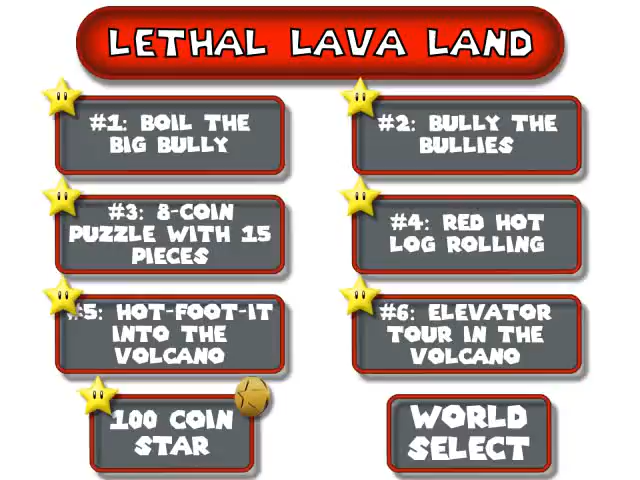 LETHAL LAVA LAND
#1: BOIL THE
BIG BULLY
#2: BULLY THE
BULLIES
#3: 8-COIN
PUZZLE WITH 15
PIECES
#4: RED HOT
LOG ROLLING
#5: HOT-FOOT-IT
INTO THE
VOLCANO
#6: ELEVATOR
TOUR IN THE
VOLCANO
100 COIN
STAR
WORLD
SELECT